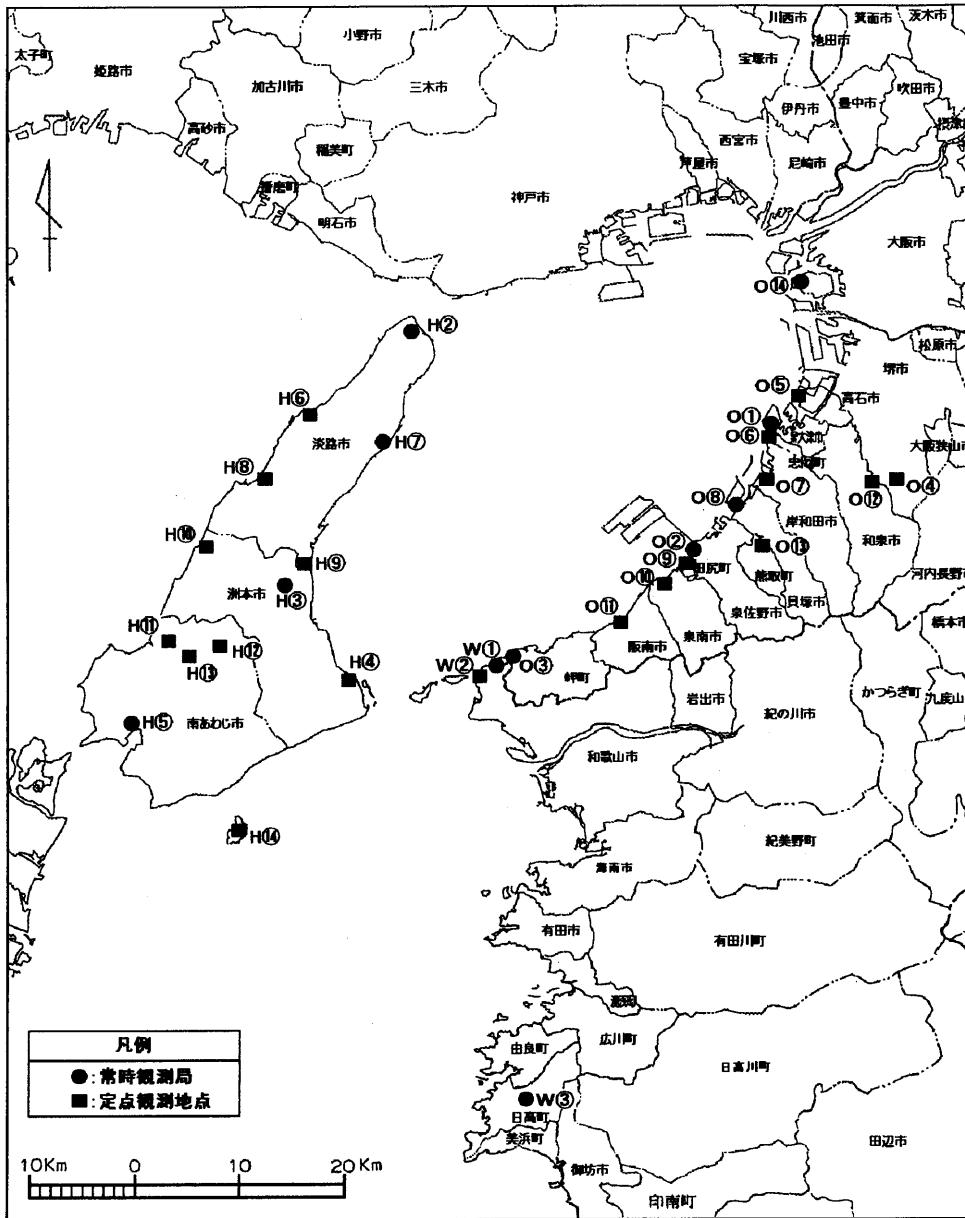 川西市
箕面市
茨木市
太子町
小野市
池田市
姫路市
宝塚市
加古川市
三木市
吹田市
伊丹市
豊中市
高砂市
西宮市
稲美町
芦屋市
尼崎市
播磨町
神戸市
明石市
大阪市
O⑭
H②
松原市
堺市
O⑤
高石市
H⑥
O①
淡路市
O⑥
H⑦
忠岡町
大阪狭山市
H⑧
O⑦
O⑫
O④
O⑧
岸和田市
和泉市
H⑩
O②
O⑬
H⑨
O⑨
田尻町
熊取町
河内長野市
O⑩
洲本市
H③
貝塚市
泉佐野市
O⑪
橋本市
H⑪
阪南市
泉南市
H⑫
W①
H⑬
W②
O③
H④
岬町
かつらぎ町
岩出市
九度山
H⑤
南あわじ市
紀の川市
和歌山市
H⑭
紀美野町
海南市
有田市
有田川町
広川町
由良町
凡例
日高川町
●:常時観測局
W③
■:定点観測地点
日高町
美浜町
田辺市
10Km 0 10 20Km
御坊市
印南町